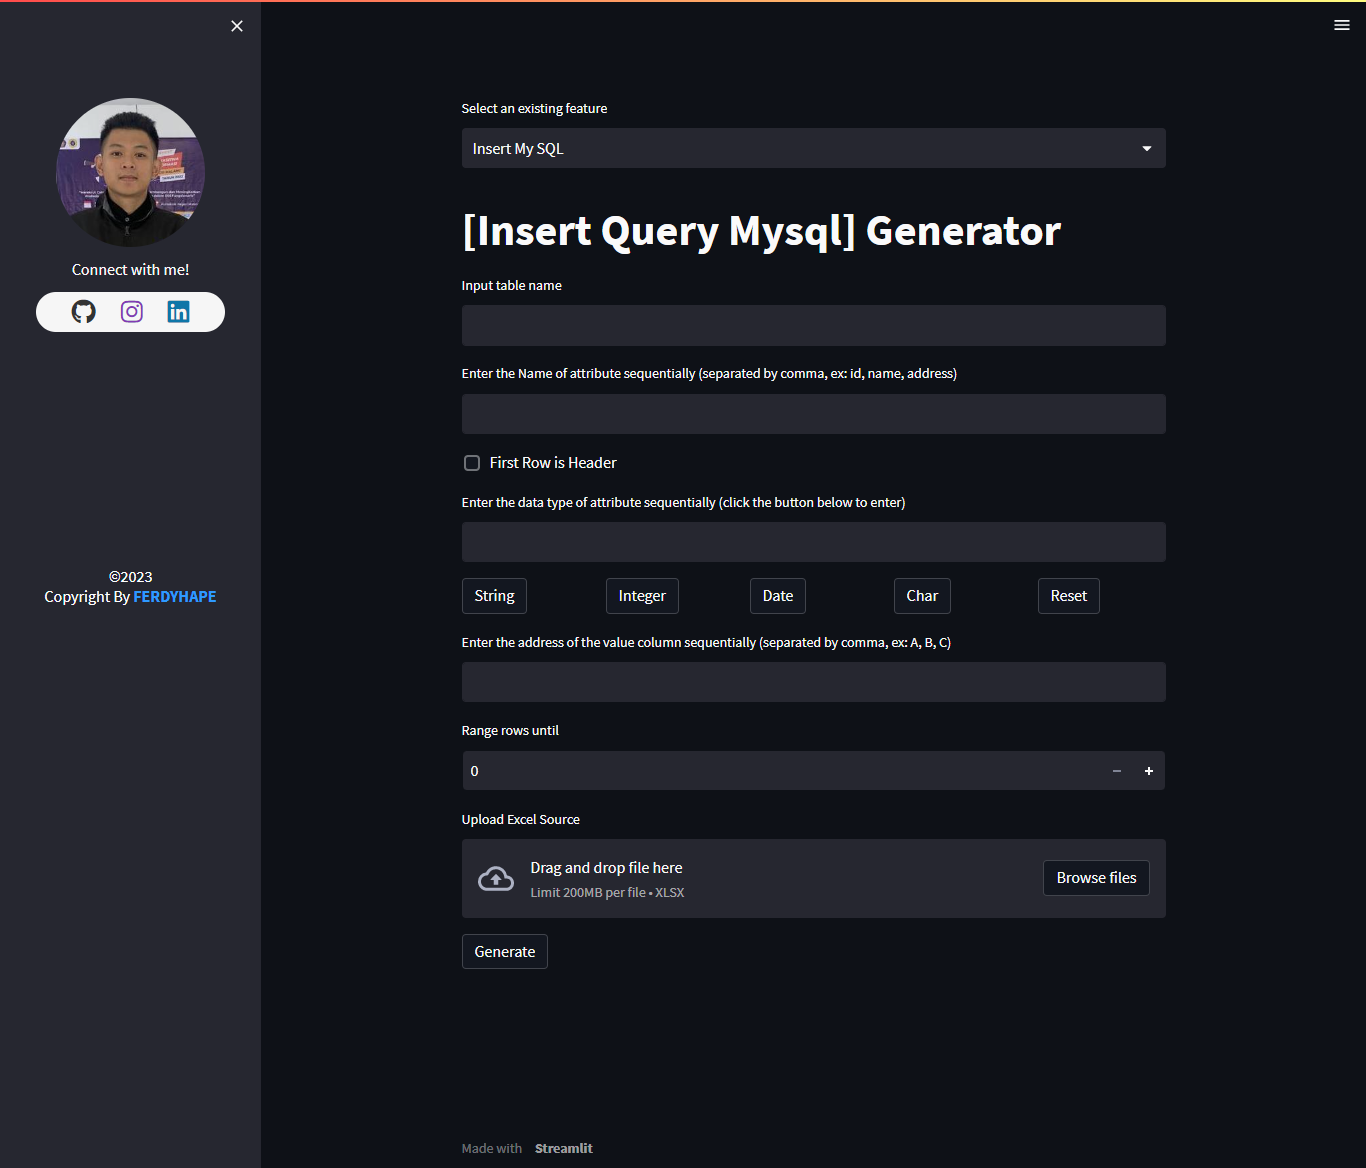 Connect with me!
©2023
Copyright By FERDYHAPE
Select an existing feature
Insert My SQL
[Insert Query Mysql] Generator
Input table name
Enter the Name of attribute sequentially (separated by comma, ex: id, name, address)
First Row is Header
Enter the data type of attribute sequentially (click the button below to enter)
String Integer Date Char Reset
Enter the address of the value column sequentially (separated by comma, ex: A, B, C)
Range rows until
0
Upload Excel Source
Drag and drop file here
Limit 200MB per file • XLSX
Browse files
Generate
Made with Streamlit